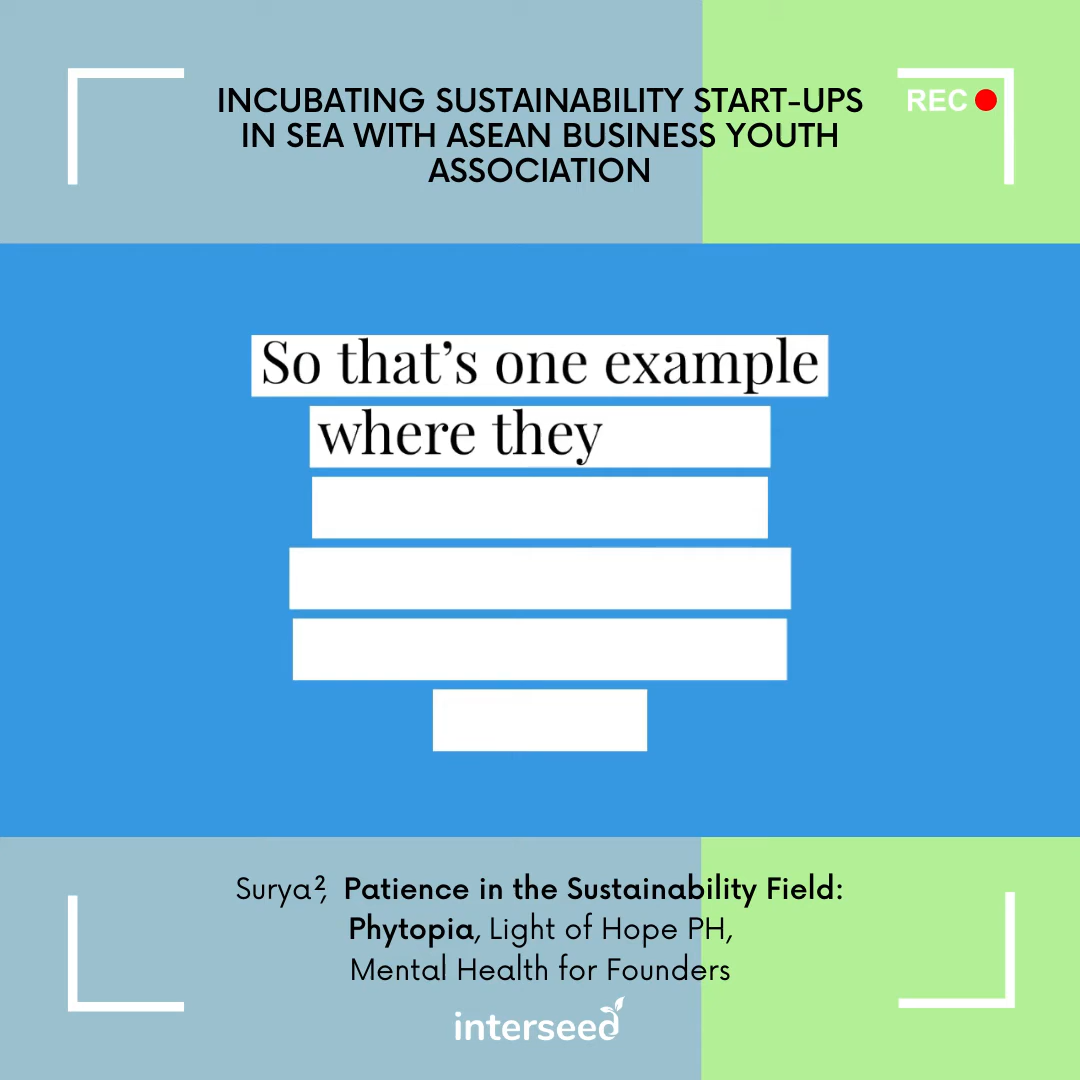 INCUBATING SUSTAINABILITY START-UPS
IN SEA WITH ASEAN BUSINESS YOUTH
ASSOCIATION
REC
So that’s one example
where they
Surya², Patience in the Sustainability Field:
Phytopia, Light of Hope PH,
Mental Health for Founders
interseed